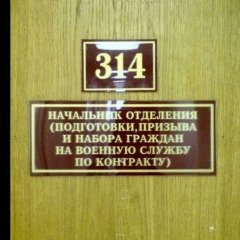 314
НАЧАЛЬНИК ОТДЕЛЕНИЯ
(ПОДГОТОВКИ, ПРИЗЫВА
И НАБОРА ГРАЖДАН
НА ВОЕННУЮ СЛУЖБУ
ПО КОНТРАКТУ)